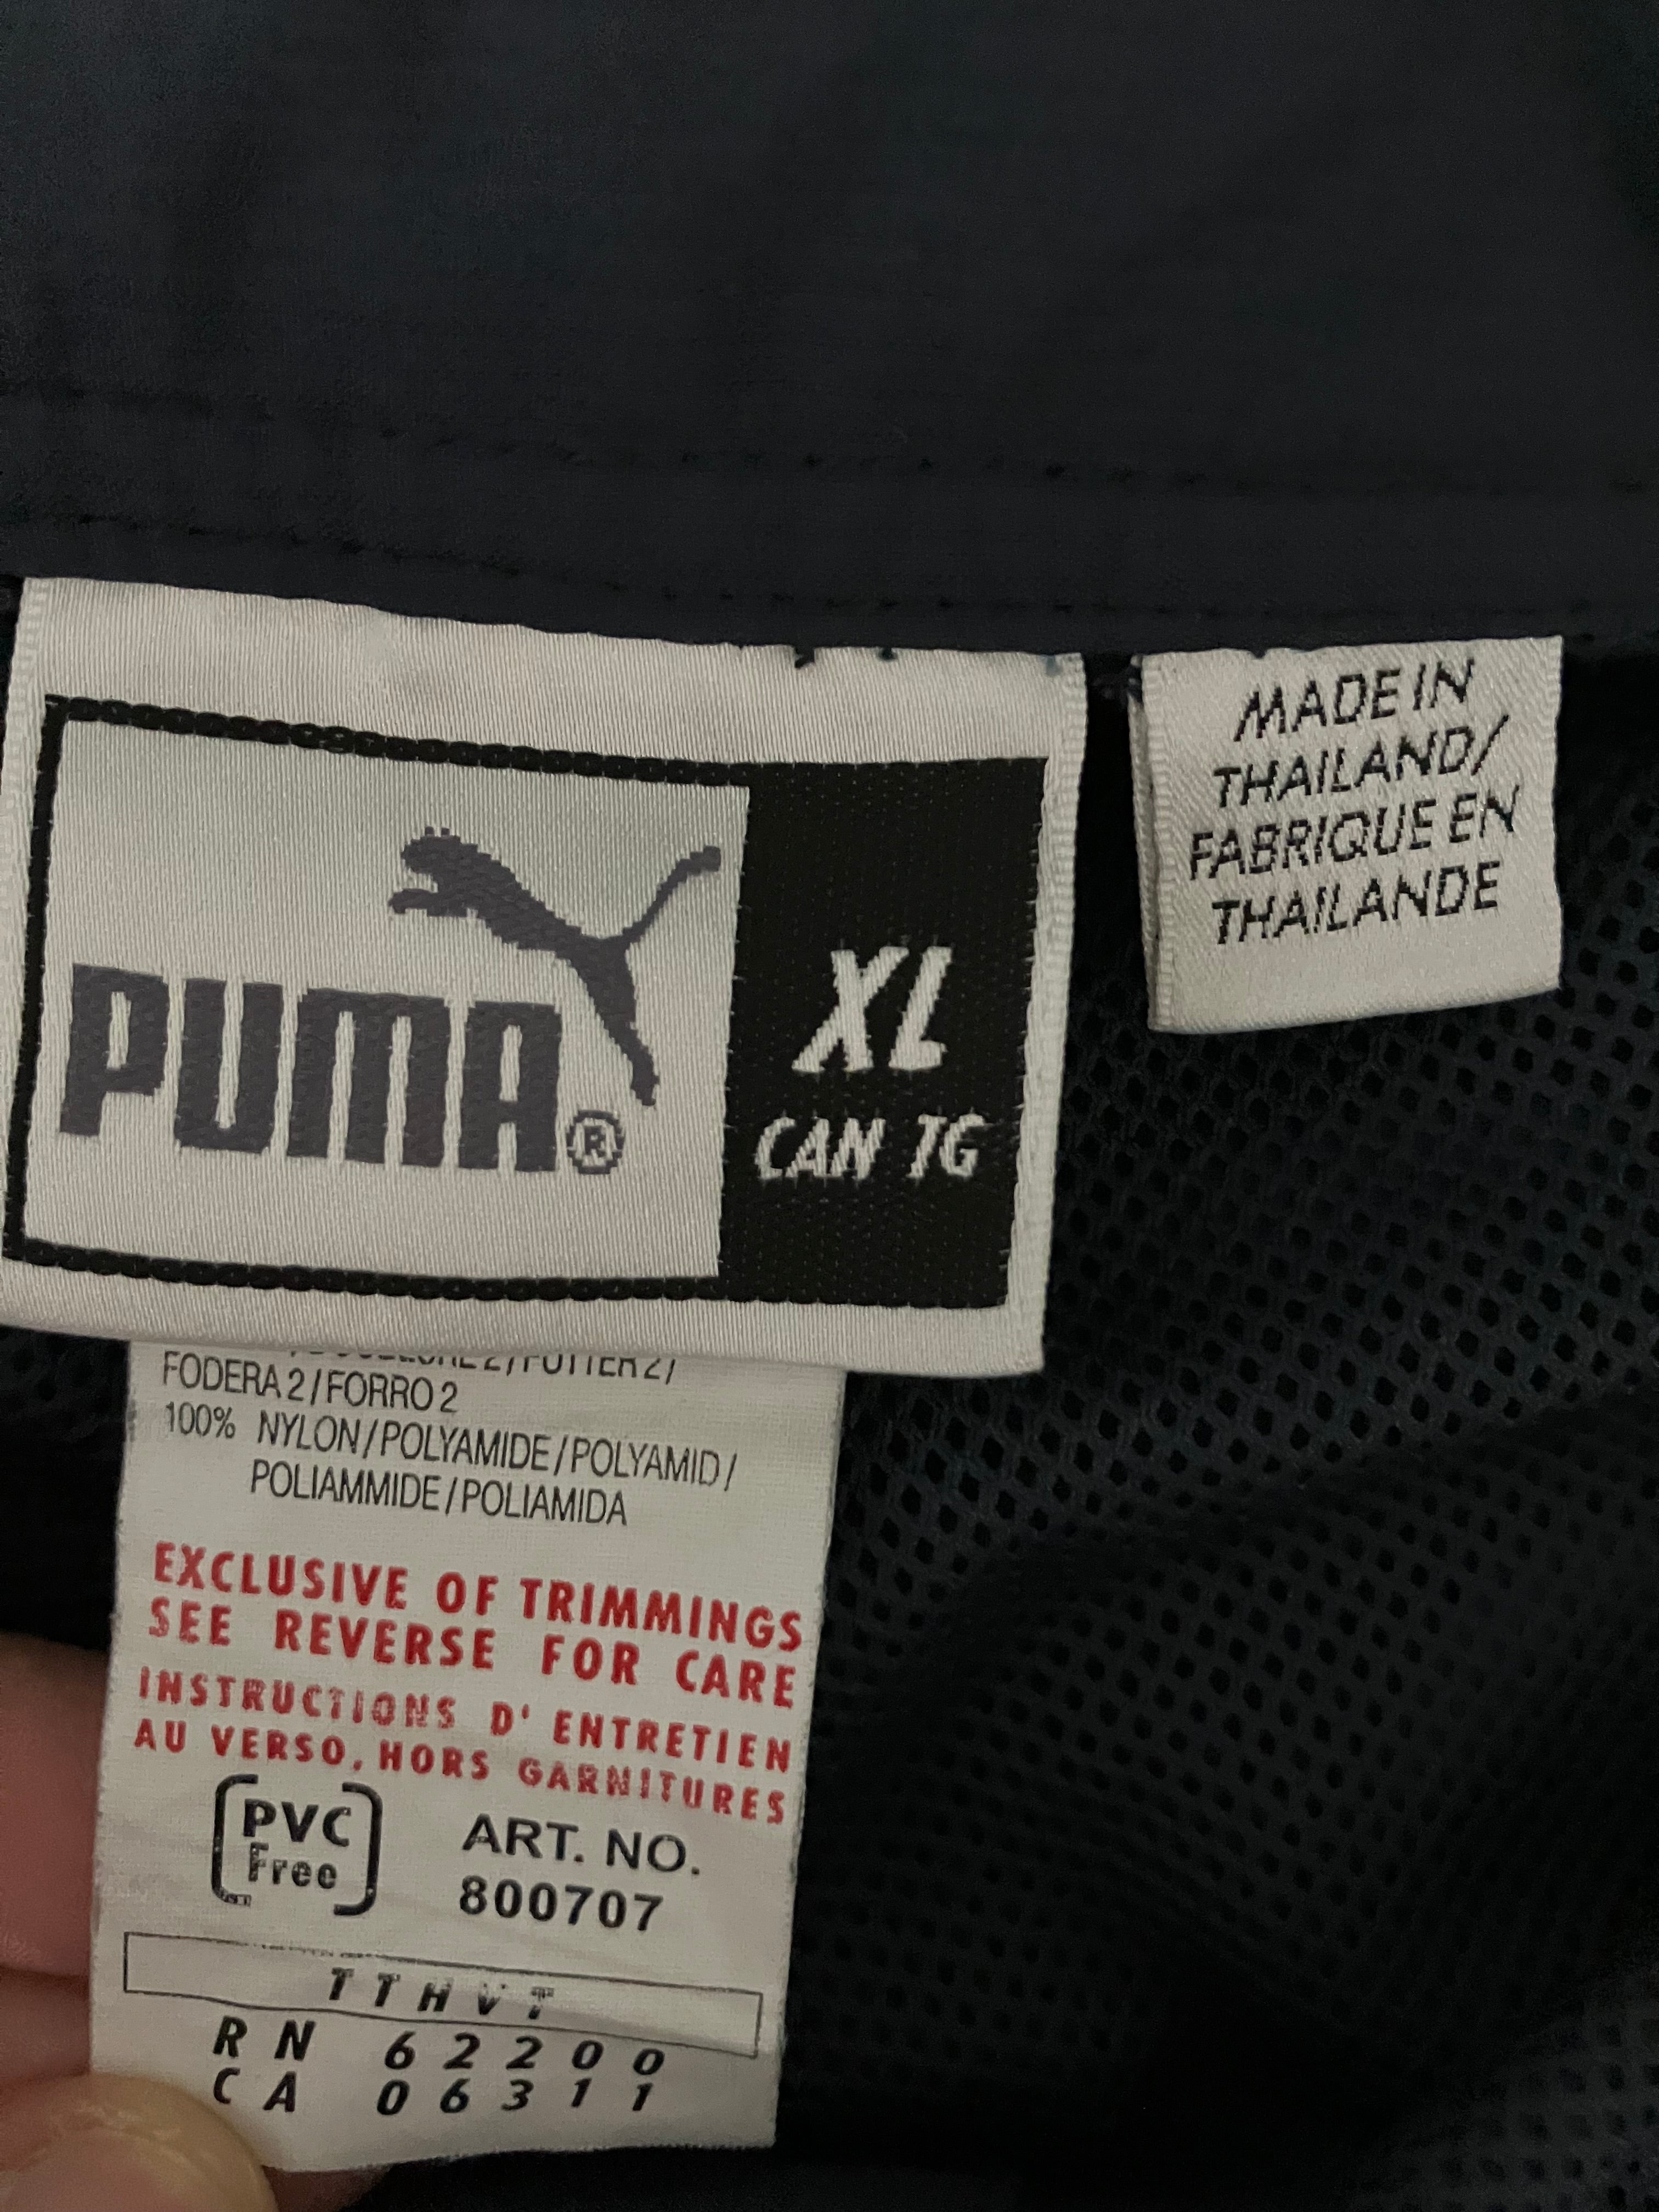 PUMA®
XL
CAN TG
MADE IN
THAILAND/
FABRIQUE EN
THAILANDE
FODERA 2/FORRO 2
100% NYLON/POLYAMIDE/POLYAMID/
POLIAMMIDE/POLIAMIDA
EXCLUSIVE OF TRIMMINGS
SEE REVERSE FOR CARE
INSTRUCTIONS D' ENTRETIEN
AU VERSO, HORS GARNITURES
PVC
Free
ART. NO.
800707
TTHVT
RN 62200
CA 06311